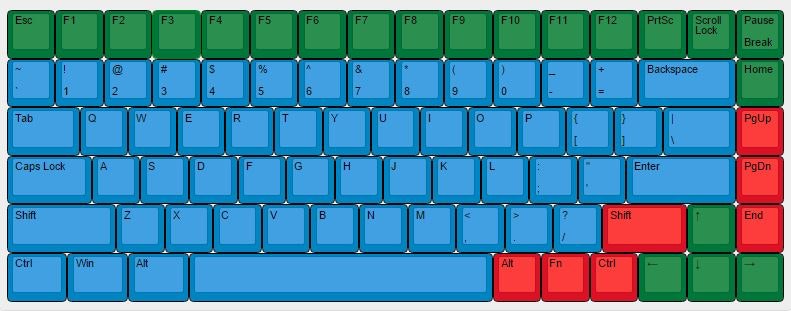 Esc F1 F2 F3 F4 F5 F6 F7 F8 F9 F10 F11 F12 PrtSc Scroll Lock Pause Break
~ ! @ # $ % ^ & * ( ) _ + Backspace Home
` 1 2 3 4 5 6 7 8 9 0 - =
Tab Q W E R T Y U I O P { } | PgUp
[ ] \
Caps Lock A S D F G H J K L : " Enter PgDn
; '
Shift Z X C V B N M < > ? Shift ↑ End
, . /
Ctrl Win Alt Alt Fn Ctrl ← ↓ →